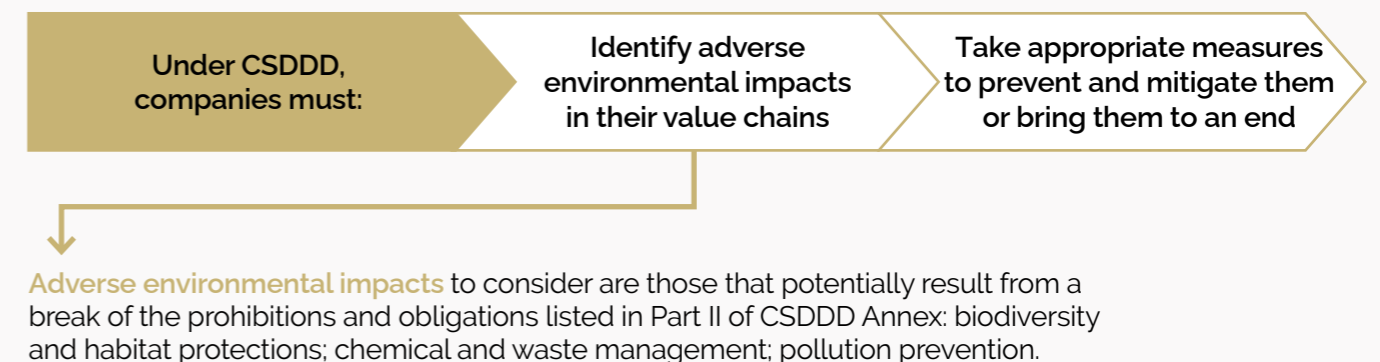 Under CSDDD,
companies must:
Identify adverse
environmental impacts
in their value chains
Take appropriate measures
to prevent and mitigate them
or bring them to an end
Adverse environmental impacts to consider are those that potentially result from a
break of the prohibitions and obligations listed in Part II of CSDDD Annex: biodiversity
and habitat protections; chemical and waste management; pollution prevention.